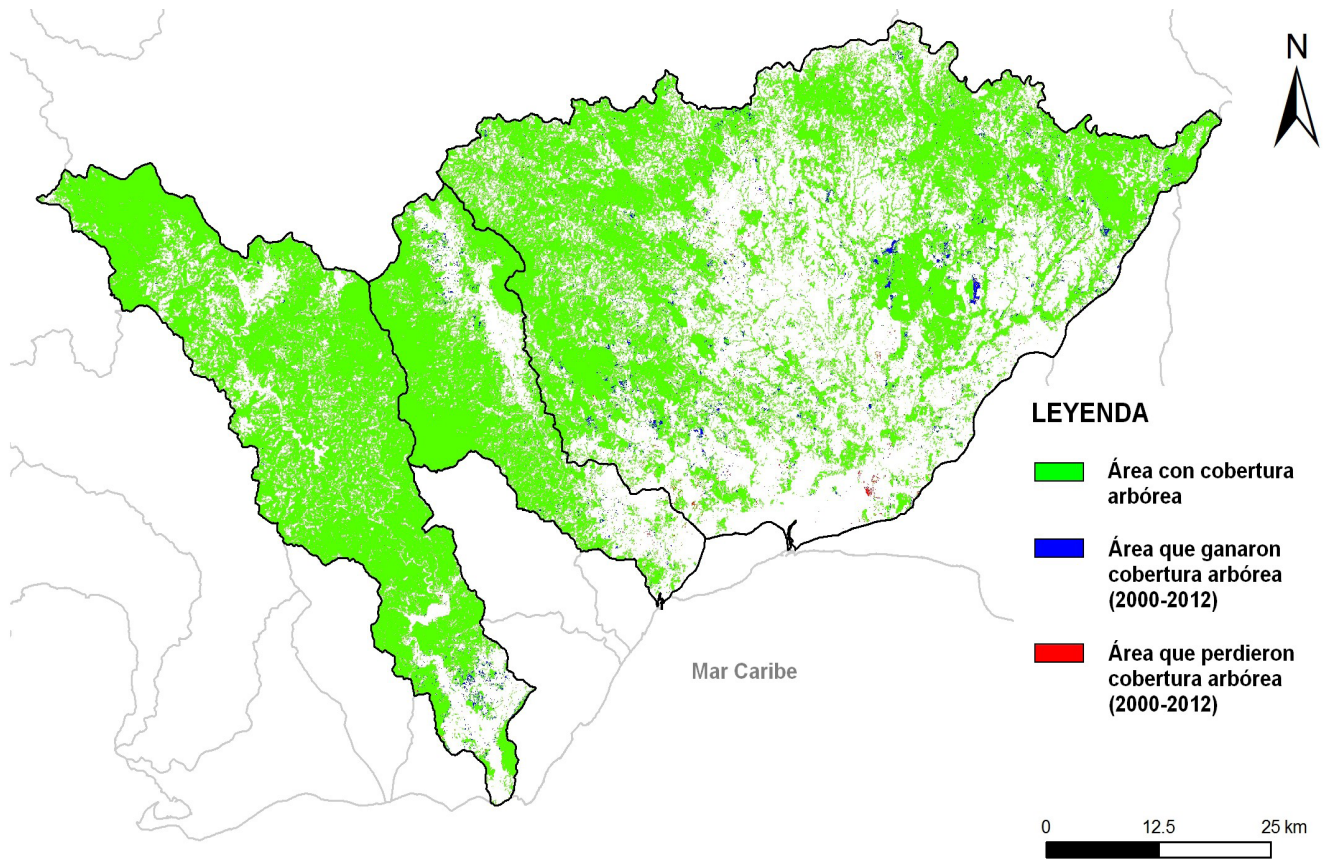 N
LEYENDA
Área con cobertura
arbórea
Área que ganaron
cobertura arbórea
(2000-2012)
Área que perdieron
cobertura arbórea
(2000-2012)
Mar Caribe
0 12.5 25 km